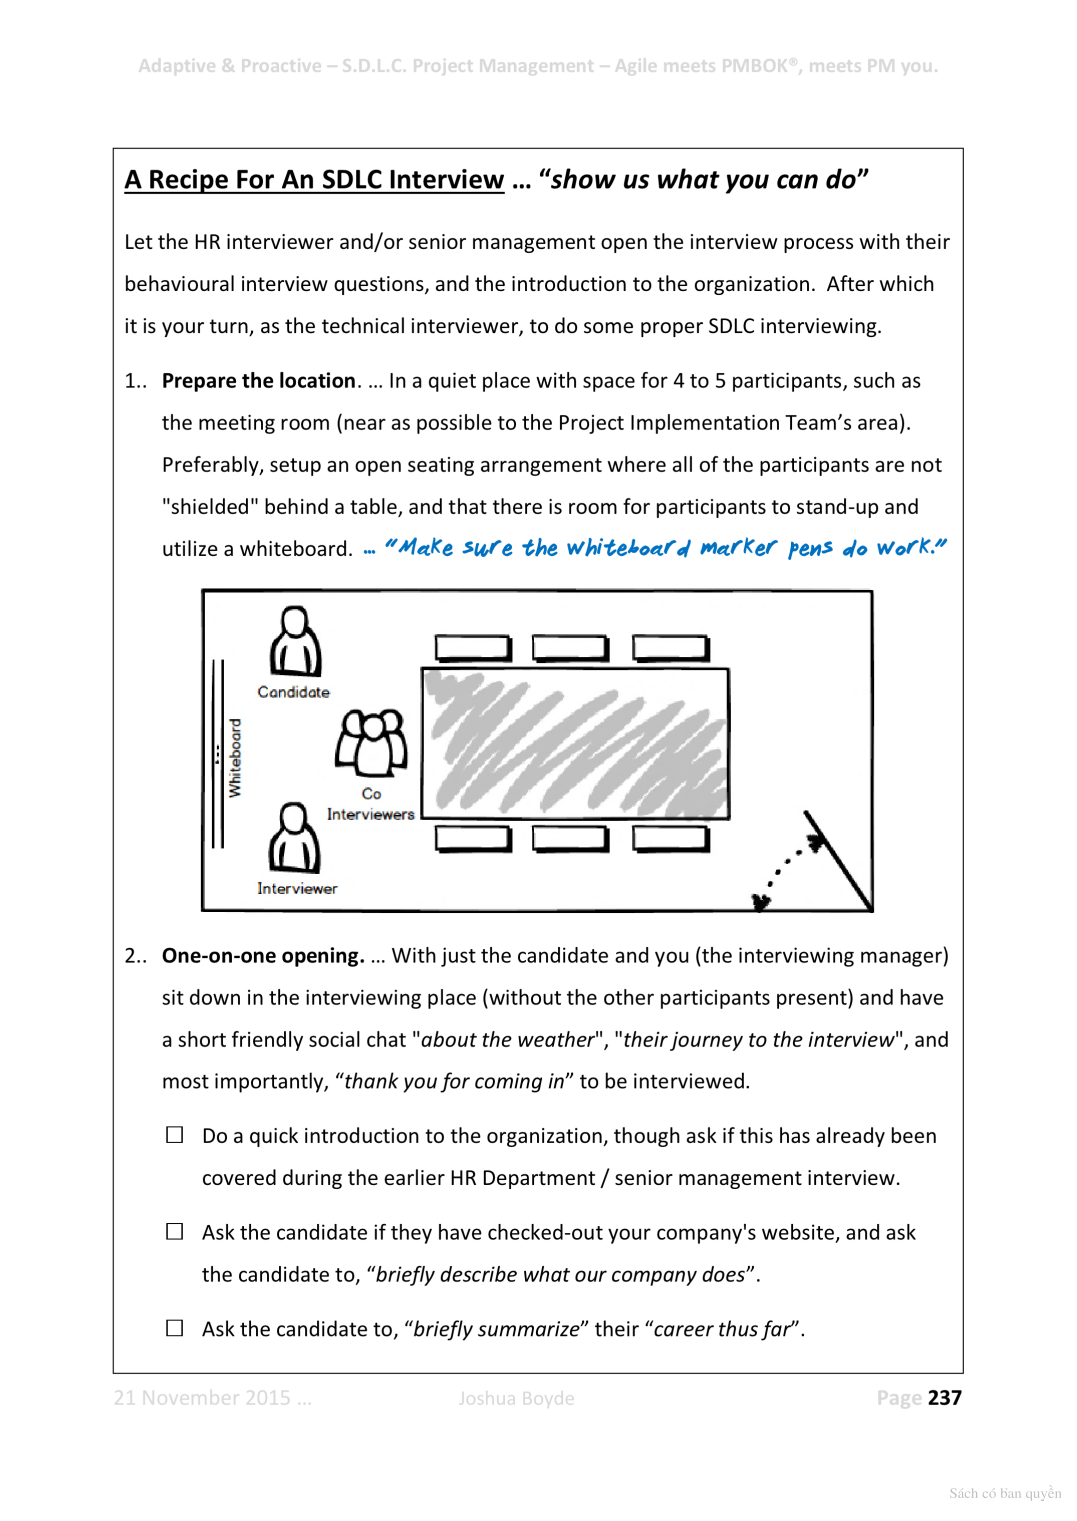 Adaptive & Proactive – S.D.L.C. Project Management – Agile meets PMBOK®, meets PM you.
A Recipe For An SDLC Interview ... “show us what you can do”
Let the HR interviewer and/or senior management open the interview process with their
behavioural interview questions, and the introduction to the organization.  After which
it is your turn, as the technical interviewer, to do some proper SDLC interviewing.
1.. Prepare the location. ... In a quiet place with space for 4 to 5 participants, such as
the meeting room (near as possible to the Project Implementation Team’s area).
Preferably, setup an open seating arrangement where all of the participants are not
"shielded" behind a table, and that there is room for participants to stand-up and
utilize a whiteboard. ... “Make sure the whiteboard marker pens do work.”
Candidate
Whiteboard
Co
Interviewers
Interviewer
2.. One-on-one opening. ... With just the candidate and you (the interviewing manager)
sit down in the interviewing place (without the other participants present) and have
a short friendly social chat "about the weather", "their journey to the interview", and
most importantly, “thank you for coming in” to be interviewed.
☐ Do a quick introduction to the organization, though ask if this has already been
covered during the earlier HR Department / senior management interview.
☐ Ask the candidate if they have checked-out your company's website, and ask
the candidate to, “briefly describe what our company does”.
☐ Ask the candidate to, “briefly summarize” their “career thus far”.
21 November 2015 ... Joshua Boyde Page 237
Sách có bản quyền